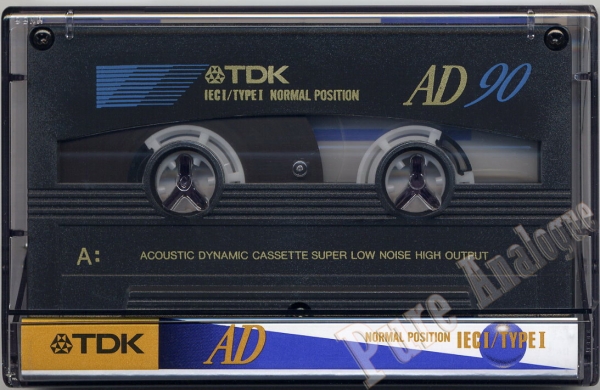 TDK
IEC I/TYPE I NORMAL POSITION
AD 90
A: ACOUSTIC DYNAMIC CASSETTE SUPER LOW NOISE HIGH OUTPUT
TDK AD NORMAL POSITION IEC I/TYPE I
Pure Analogue